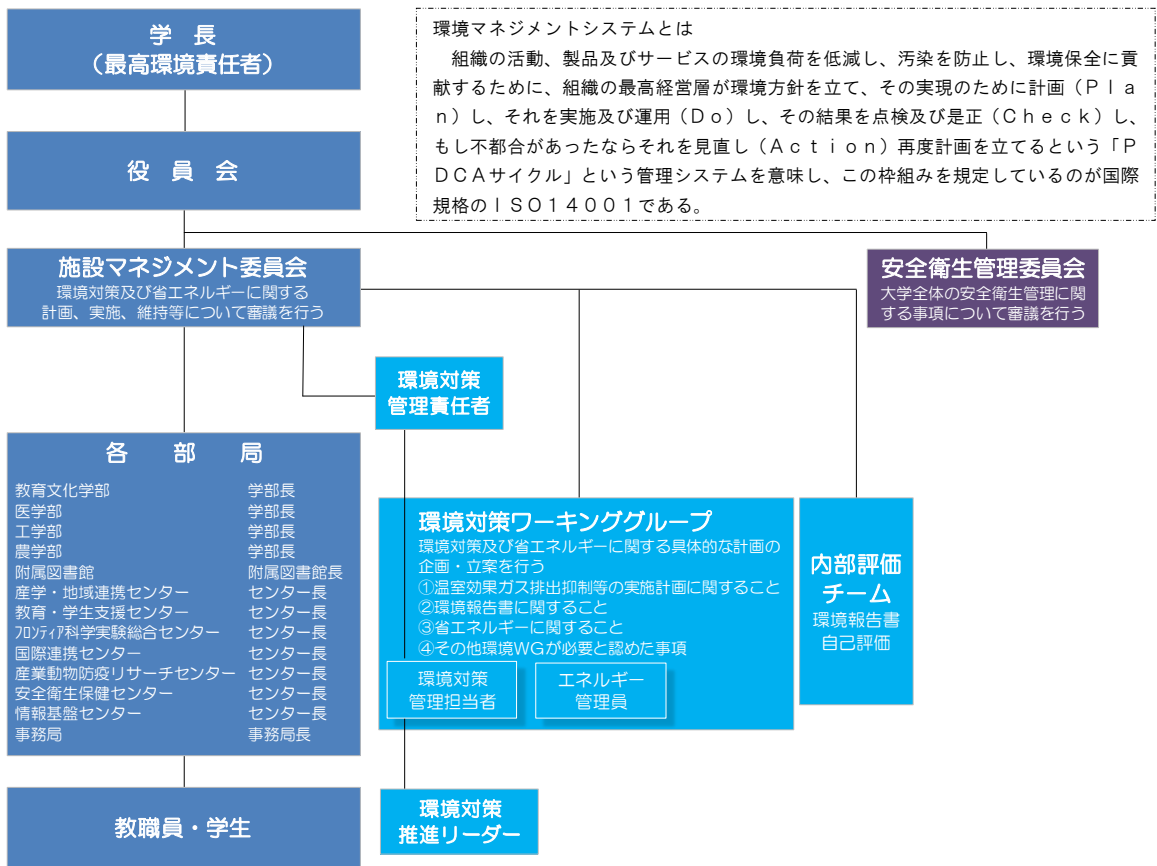 学 長
（最高環境責任者）
役 員 会
環境マネジメントシステムとは
　組織の活動、製品及びサービスの環境負荷を低減し、汚染を防止し、環境保全に貢
献するために、組織の最高経営層が環境方針を立て、その実現のために計画（Ｐｌａ
ｎ）し、それを実施及び運用（Ｄｏ）し、その結果を点検及び是正（Ｃｈｅｃｋ）し、
もし不都合があったならそれを見直し（Ａｃｔｉｏｎ）再度計画を立てるという「Ｐ
ＤＣＡサイクル」という管理システムを意味し、この枠組みを規定しているのが国際
規格のＩＳＯ１４００１である。
施設マネジメント委員会
環境対策及び省エネルギーに関する
計画、実施、維持等について審議を行う
安全衛生管理委員会
大学全体の安全衛生管理に関
する事項について審議を行う
環境対策
管理責任者
各　部　局
教育文化学部　学部長
医学部　学部長
工学部　学部長
農学部　学部長
附属図書館　附属図書館長
産学・地域連携センター　センター長
教育・学生支援センター　センター長
フロンティア科学実験総合センター　センター長
国際連携センター　センター長
産業動物防疫リサーチセンター　センター長
安全衛生保健センター　センター長
情報基盤センター　センター長
事務局　事務局長
環境対策ワーキンググループ
環境対策及び省エネルギーに関する具体的な計画の
企画・立案を行う
①温室効果ガス排出抑制等の実施計画に関すること
②環境報告書に関すること
③省エネルギーに関すること
④その他環境WGが必要と認めた事項
環境対策
管理担当者
エネルギー
管理員
内部評価
チーム
環境報告書
自己評価
教職員・学生
環境対策
推進リーダー